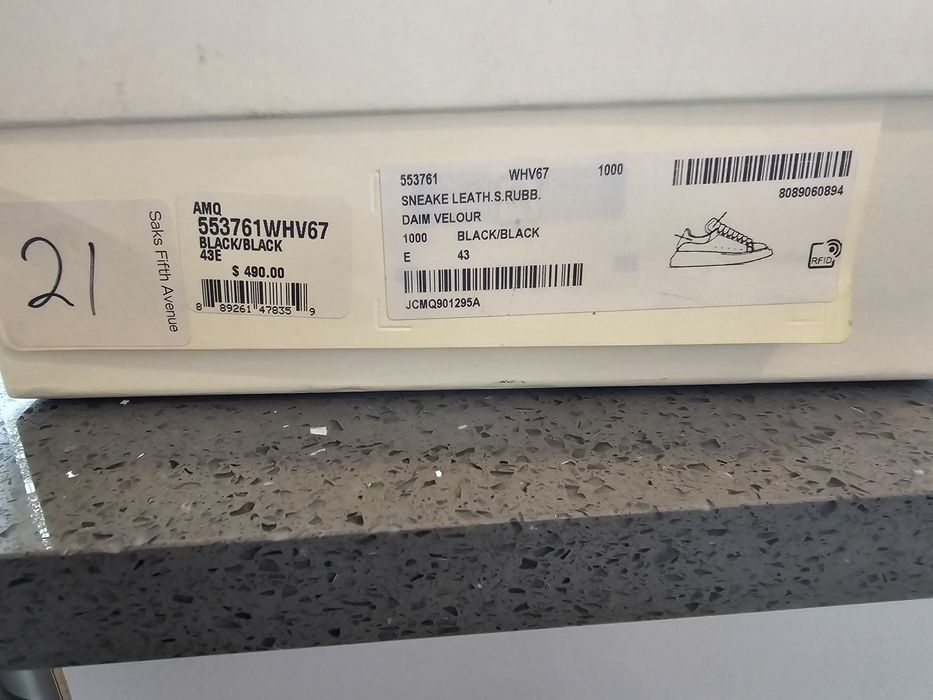 21
Saks Fifth Avenue
AMQ
553761WHV67
BLACK/BLACK
43E
$ 490.00
8 89261 47835 9
553761 WHV67 1000
SNEAKE LEATH.S.RUBB.
DAIM VELOUR
1000 BLACK/BLACK
E 43
JCMQ901295A
8089060894
RFID